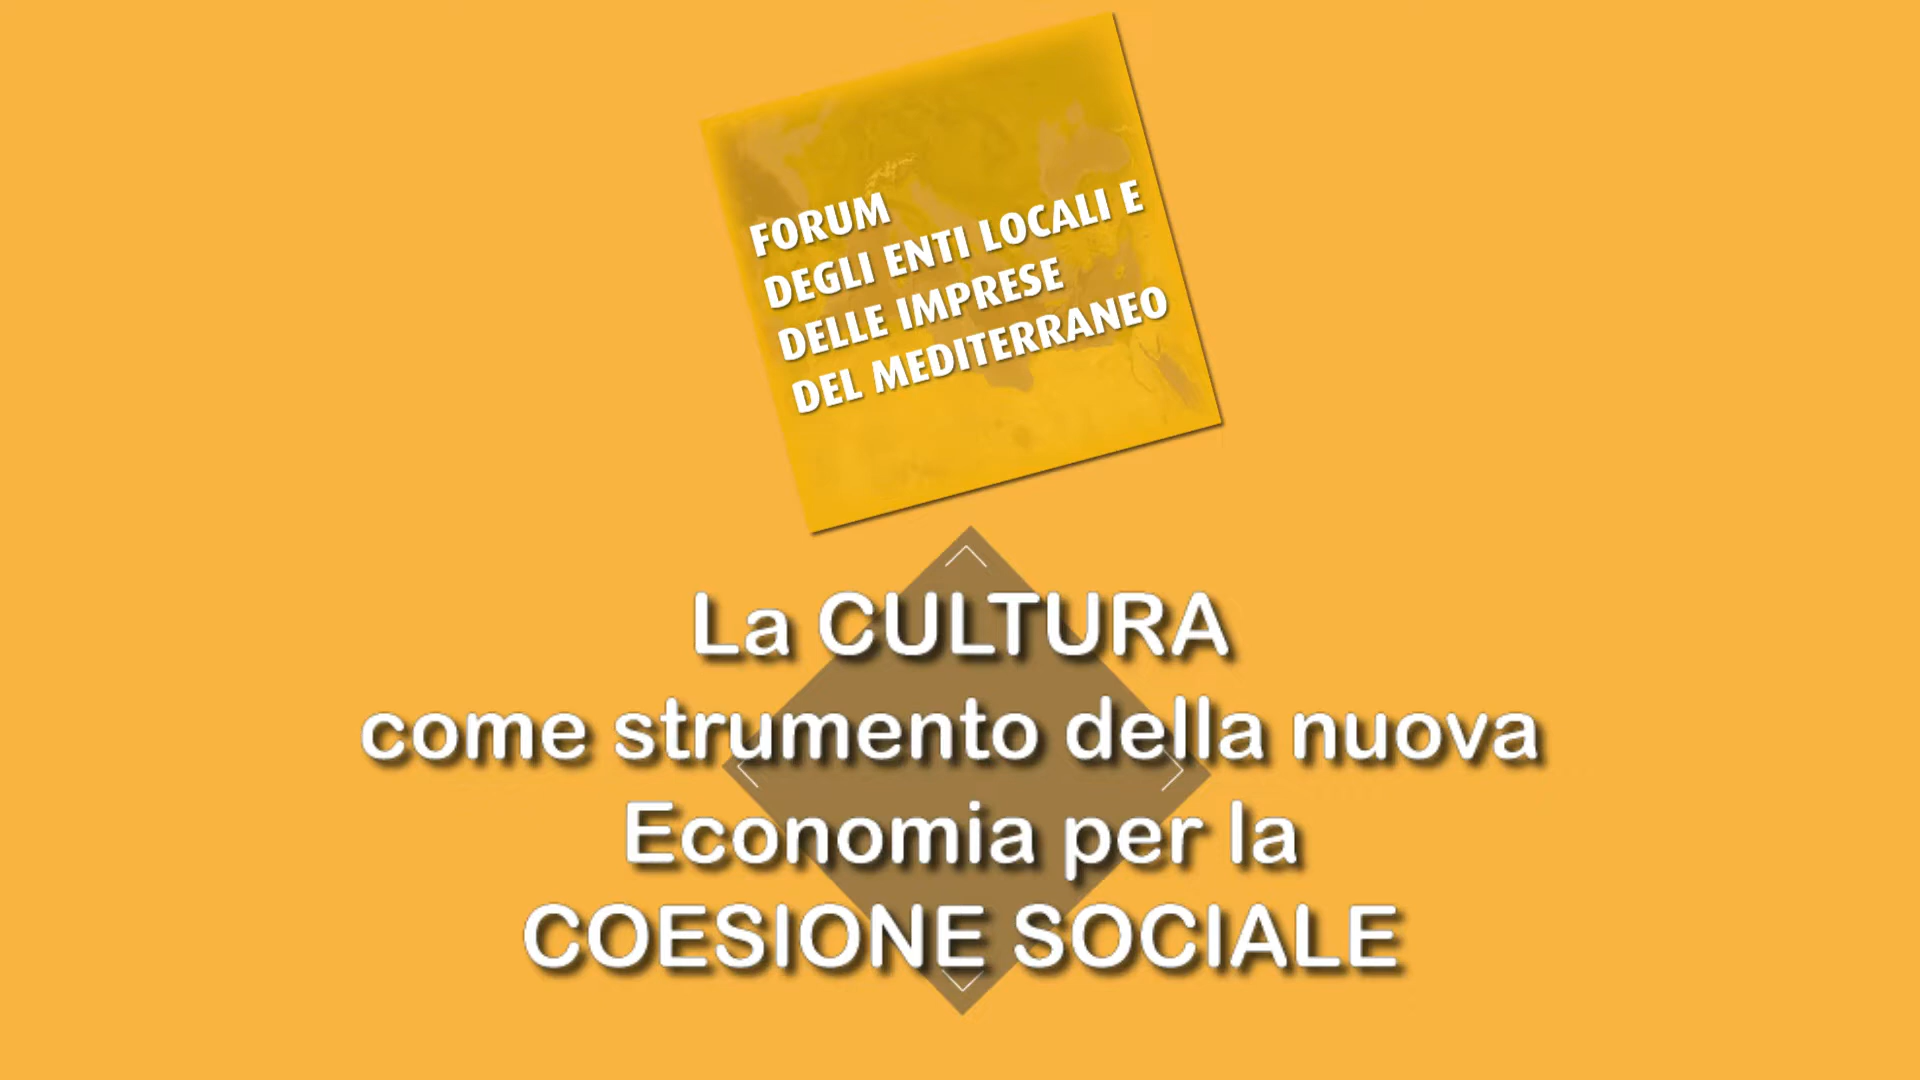 FORUM
DEGLI ENTI LOCALI E
DELLE IMPRESE
DEL MEDITERRANEO
La CULTURA
come strumento della nuova
Economia per la
COESIONE SOCIALE